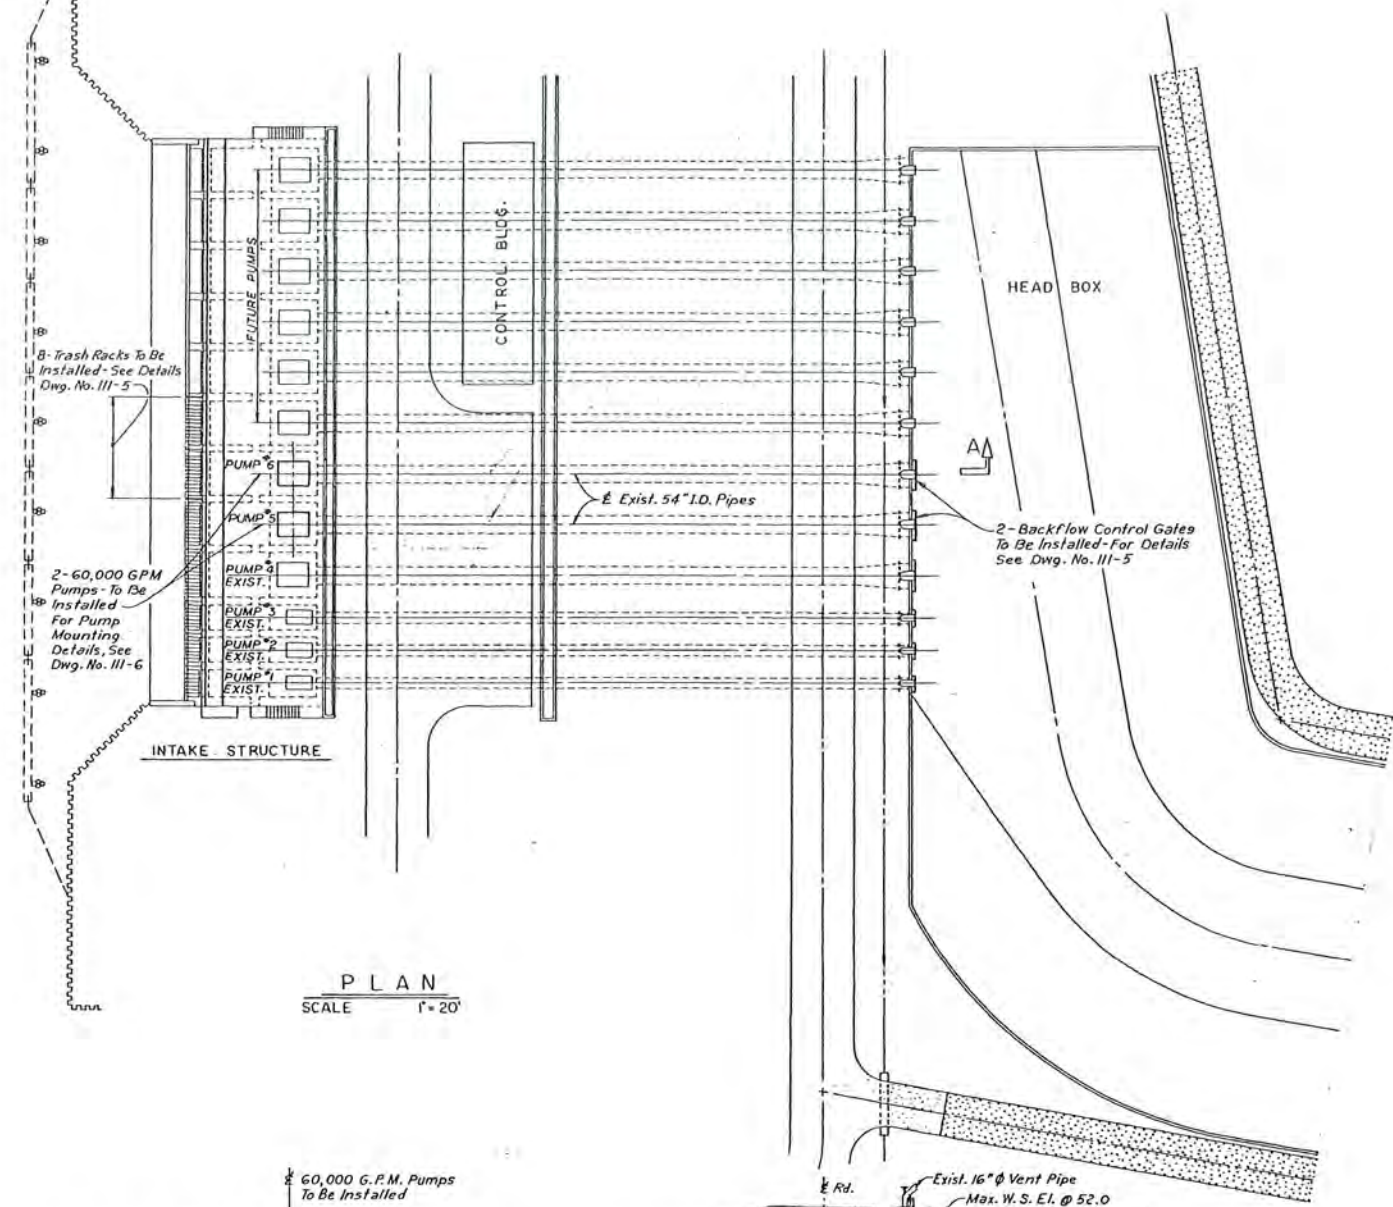 FUTURE PUMPS
CONTROL BLDG.
HEAD BOX
8-Trash Racks To Be
Installed-See Details
Dwg. No. III-5
A
PUMP #6
PUMP #5
PUMP #4
EXIST.
PUMP #3
EXIST.
PUMP #2
EXIST.
PUMP #1
EXIST.
℄ Exist. 54" I.D. Pipes
2-Backflow Control Gates
To Be Installed-For Details
See Dwg. No. III-5
2-60,000 GPM
Pumps-To Be
Installed
For Pump
Mounting
Details, See
Dwg. No. III-6
INTAKE STRUCTURE
PLAN
SCALE 1"=20'
℄ 60,000 G.P.M. Pumps
To Be Installed
℄ Rd.
Exist. 16" Φ Vent Pipe
Max. W.S. El. @ 52.0